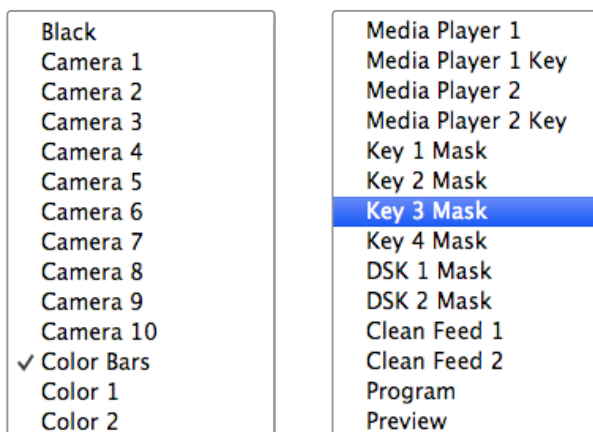 Black
Camera 1
Camera 2
Camera 3
Camera 4
Camera 5
Camera 6
Camera 7
Camera 8
Camera 9
Camera 10
✓ Color Bars
Color 1
Color 2
Media Player 1
Media Player 1 Key
Media Player 2
Media Player 2 Key
Key 1 Mask
Key 2 Mask
Key 3 Mask
Key 4 Mask
DSK 1 Mask
DSK 2 Mask
Clean Feed 1
Clean Feed 2
Program
Preview